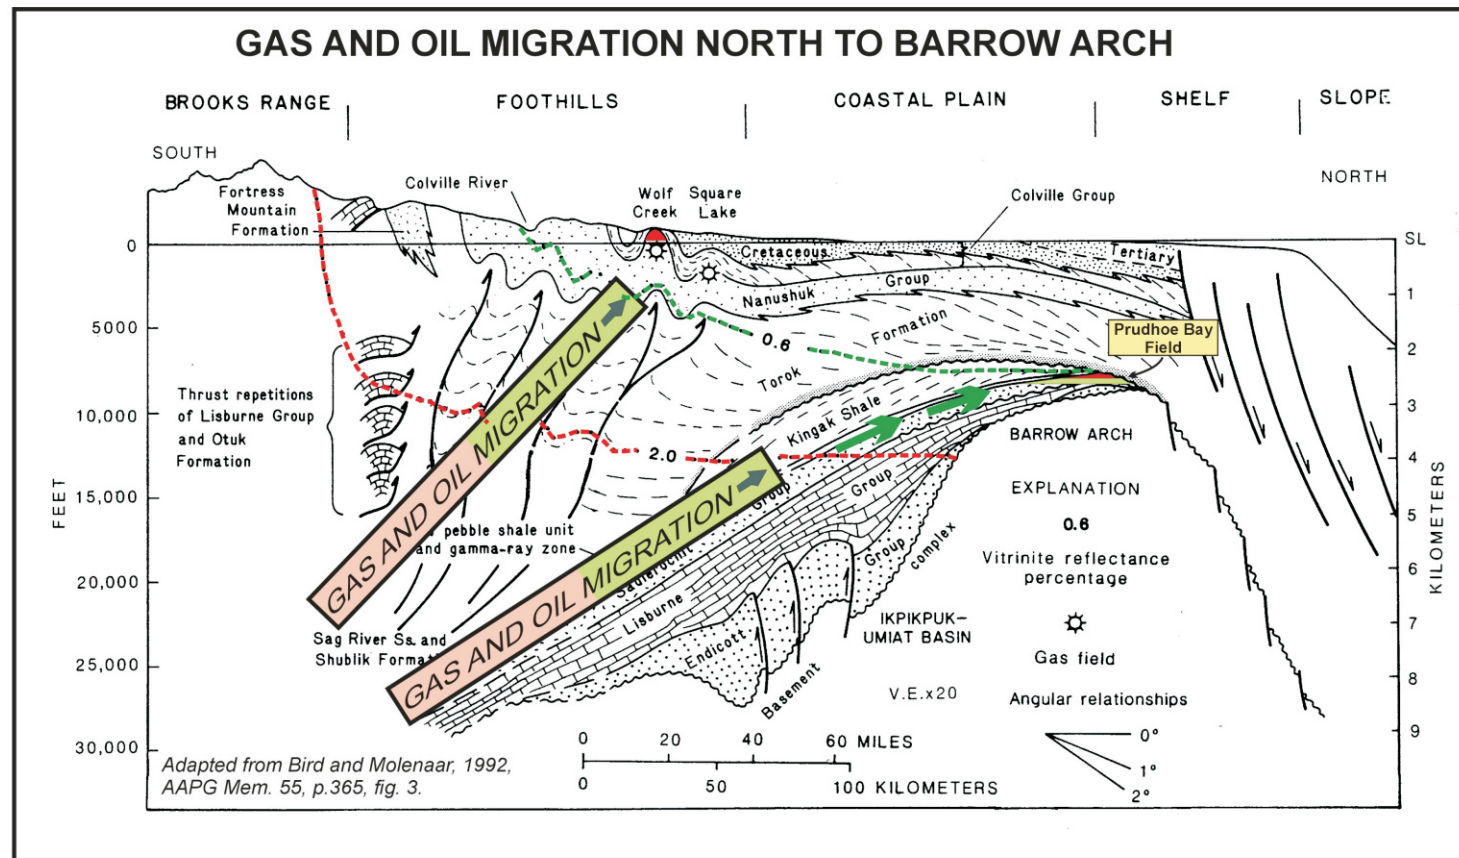 GAS AND OIL MIGRATION NORTH TO BARROW ARCH
BROOKS RANGE
FOOTHILLS
COASTAL PLAIN
SHELF
SLOPE
SOUTH
NORTH
Fortress
Mountain
Formation
Colville River
Wolf
Creek
Square
Lake
Colville Group
0
5000
10,000
15,000
20,000
25,000
30,000
FEET
SL
1
2
3
4
5
6
7
8
9
KILOMETERS
Cretaceous
Tertiary
Nanushuk Group
Torok Formation
0.6
2.0
Prudhoe Bay
Field
Thrust repetitions
of Lisburne Group
and Otuk
Formation
Kingak Shale
GAS AND OIL MIGRATION
GAS AND OIL MIGRATION
pebble shale unit
and gamma-ray zone
Group
Lisburne Group
Endicott Group
Basement complex
Sag River Ss. and
Shublik Format
BARROW ARCH
IKPIKPUK-
UMIAT BASIN
V.E.x20
EXPLANATION
0.6
Vitrinite reflectance
percentage
Gas field
Angular relationships
0°
1°
2°
0 20 40 60 MILES
0 50 100 KILOMETERS
Adapted from Bird and Molenaar, 1992,
AAPG Mem. 55, p.365, fig. 3.